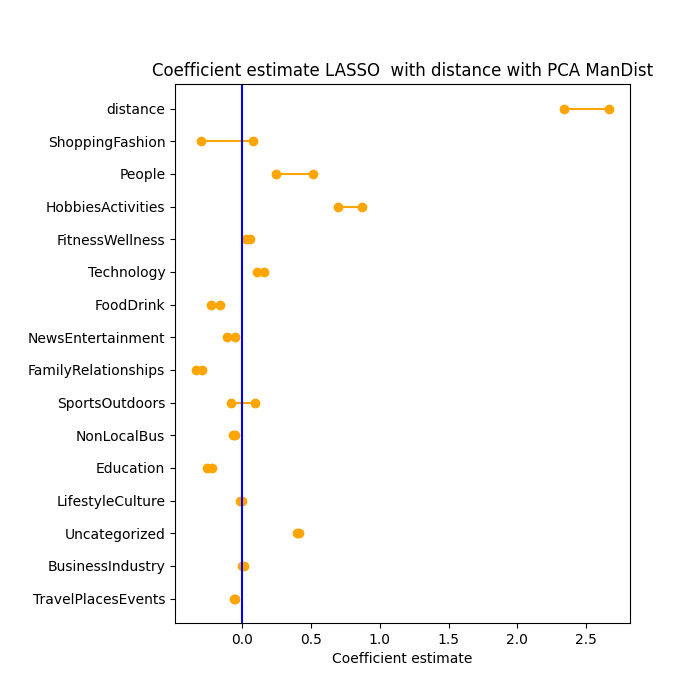 Coefficient estimate LASSO  with distance with PCA ManDist
distance
ShoppingFashion
People
HobbiesActivities
FitnessWellness
Technology
FoodDrink
NewsEntertainment
FamilyRelationships
SportsOutdoors
NonLocalBus
Education
LifestyleCulture
Uncategorized
BusinessIndustry
TravelPlacesEvents
0.0 0.5 1.0 1.5 2.0 2.5
Coefficient estimate